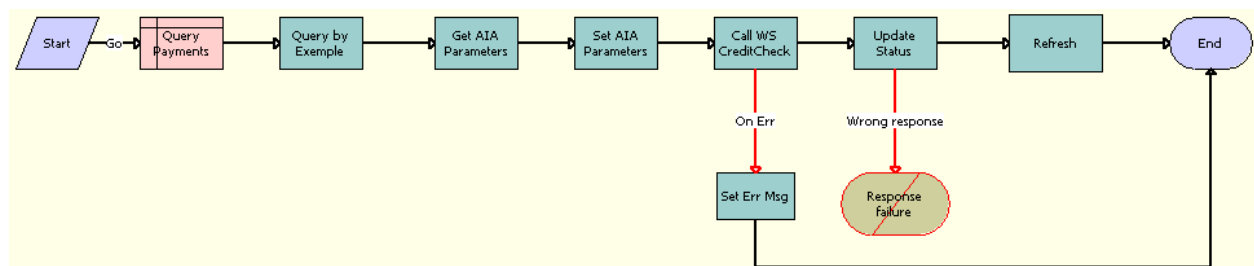 Start
Go
Query
Payments
Query by
Exemple
Get AIA
Parameters
Set AIA
Parameters
Call WS
CreditCheck
Update
Status
Refresh
End
On Err
Wrong response
Set Err Msg
Response
failure